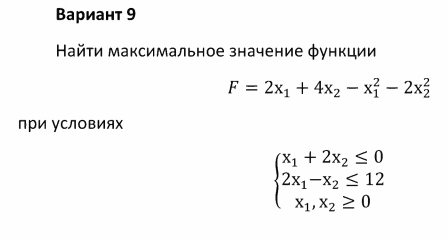 Вариант 9
Найти максимальное значение функции
F = 2x₁ + 4x₂ − x₁² − 2x₂²
при условиях
x₁ + 2x₂ ≤ 0
2x₁−x₂ ≤ 12
x₁, x₂ ≥ 0